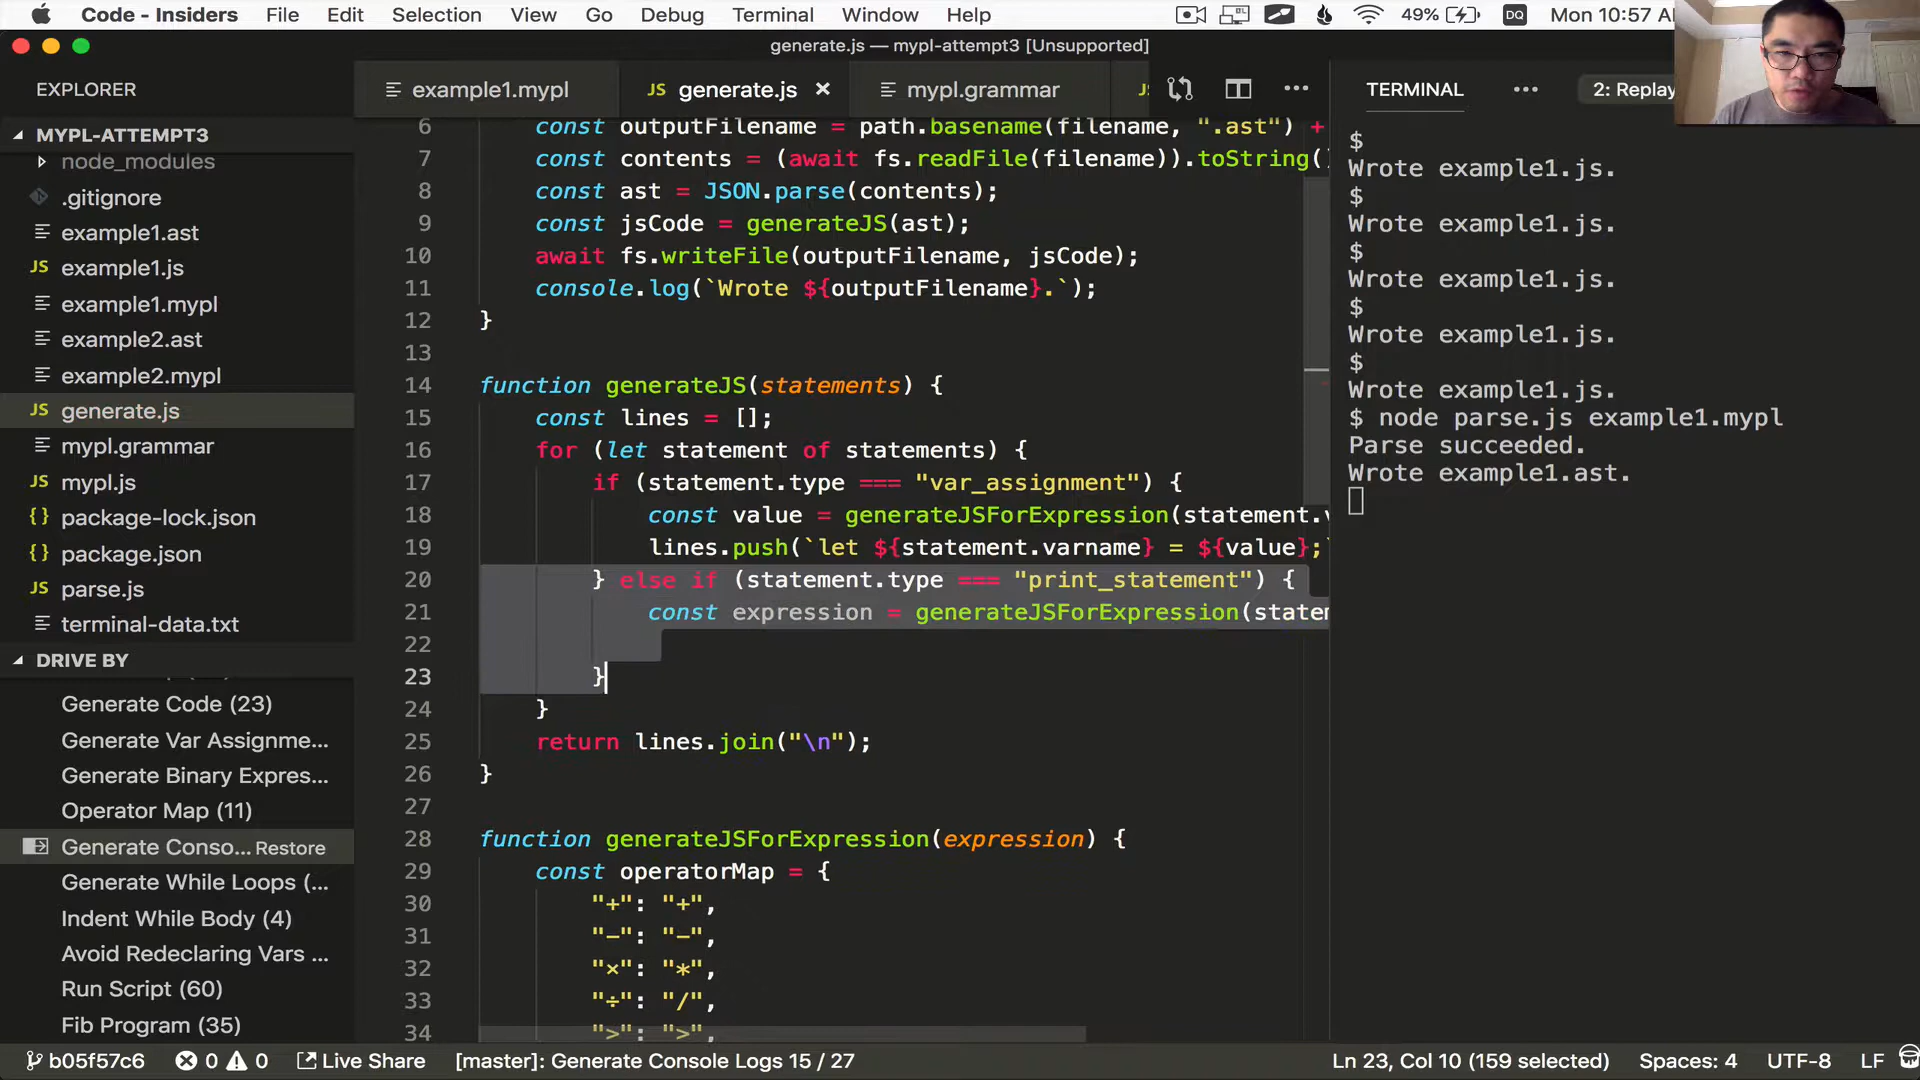 Code - Insiders File Edit Selection View Go Debug Terminal Window Help 49% DQ Mon 10:57
generate.js — mypl-attempt3 [Unsupported]
EXPLORER
MYPL-ATTEMPT3
node_modules
.gitignore
example1.ast
JS example1.js
example1.mypl
example2.ast
example2.mypl
JS generate.js
mypl.grammar
JS mypl.js
{} package-lock.json
{} package.json
JS parse.js
terminal-data.txt
DRIVE BY
Generate Code (23)
Generate Var Assignme...
Generate Binary Expres...
Operator Map (11)
Generate Conso... Restore
Generate While Loops (...
Indent While Body (4)
Avoid Redeclaring Vars ...
Run Script (60)
Fib Program (35)
example1.mypl JS generate.js × mypl.grammar
6 const outputFilename = path.basename(filename, ".ast") +
7 const contents = (await fs.readFile(filename)).toString(
8 const ast = JSON.parse(contents);
9 const jsCode = generateJS(ast);
10 await fs.writeFile(outputFilename, jsCode);
11 console.log(`Wrote ${outputFilename}.`);
12 }
13
14 function generateJS(statements) {
15 const lines = [];
16 for (let statement of statements) {
17 if (statement.type === "var_assignment") {
18 const value = generateJSForExpression(statement.v
19 lines.push(`let ${statement.varname} = ${value};`
20 } else if (statement.type === "print_statement") {
21 const expression = generateJSForExpression(statem
22
23 }
24 }
25 return lines.join("\n");
26 }
27
28 function generateJSForExpression(expression) {
29 const operatorMap = {
30 "+": "+",
31 "–": "–",
32 "×": "*",
33 "÷": "/",
34 ">": ">",
TERMINAL ... 2: Replay
$
Wrote example1.js.
$
Wrote example1.js.
$
Wrote example1.js.
$
Wrote example1.js.
$
Wrote example1.js.
$ node parse.js example1.mypl
Parse succeeded.
Wrote example1.ast.
b05f57c6 0 0 Live Share [master]: Generate Console Logs 15 / 27 Ln 23, Col 10 (159 selected) Spaces: 4 UTF-8 LF